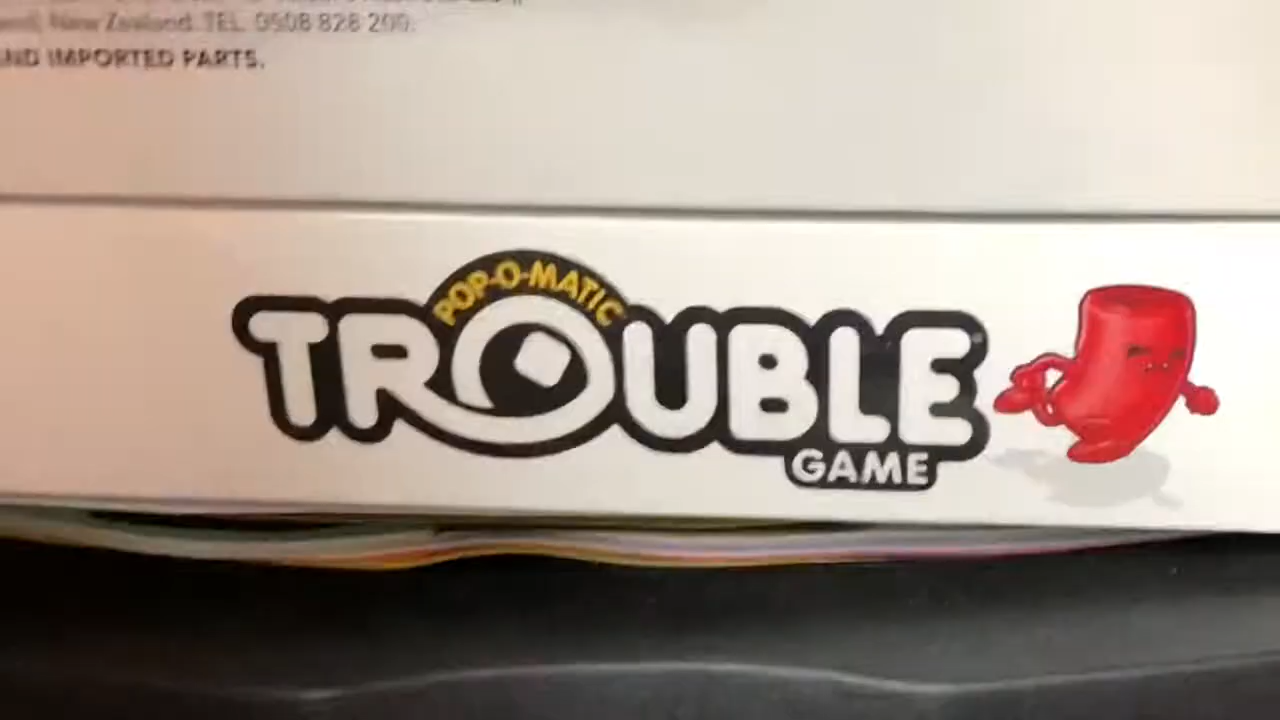 New Zealand. TEL. 0508 828 200.
AND IMPORTED PARTS.
POP-O-MATIC
TROUBLE
GAME